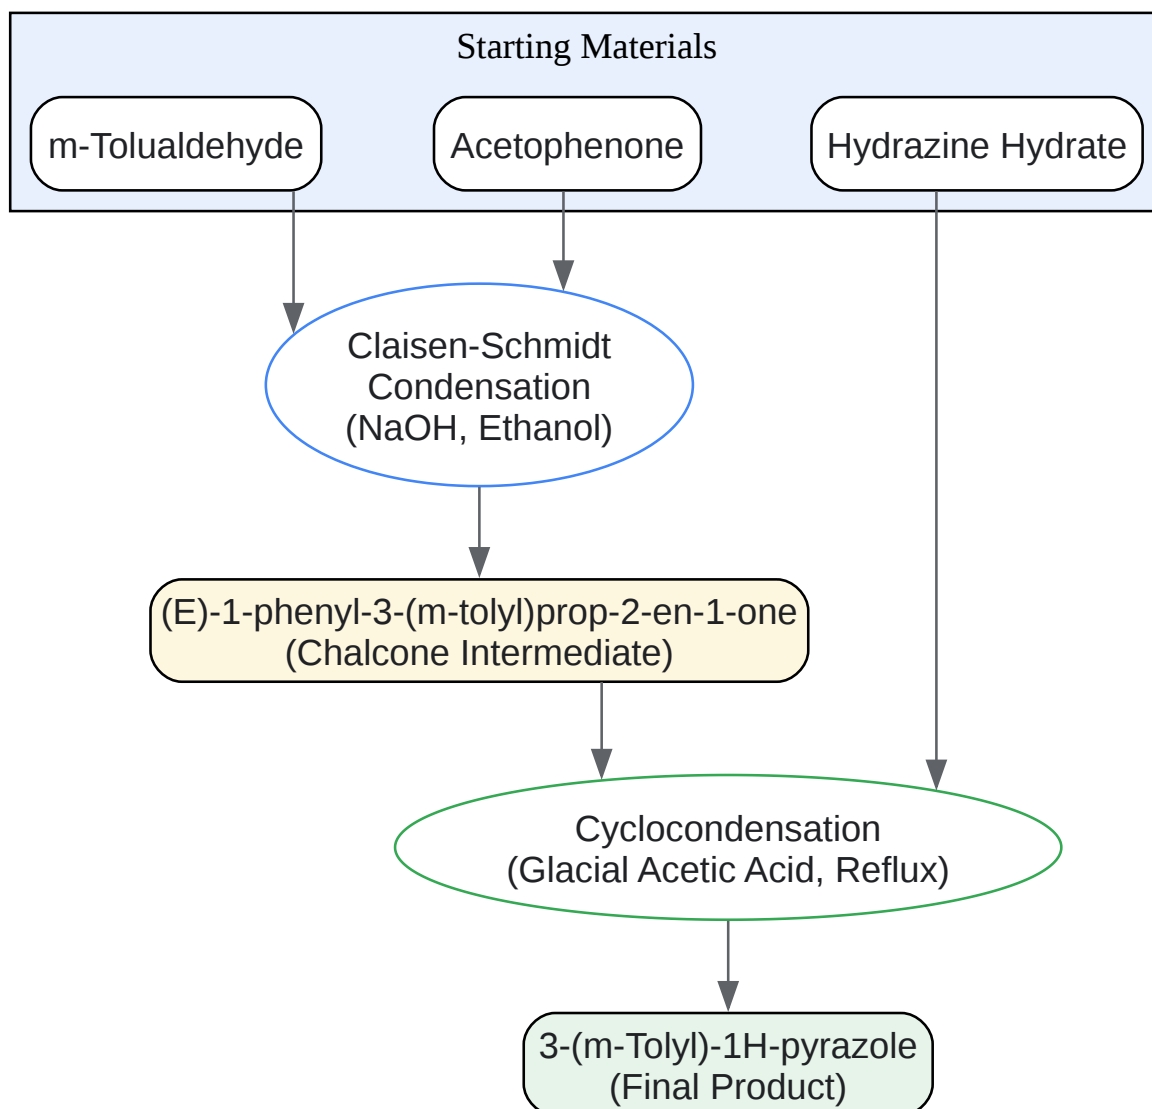 Starting Materials
m-Tolualdehyde
Acetophenone
Hydrazine Hydrate
Claisen-Schmidt
Condensation
(NaOH, Ethanol)
(E)-1-phenyl-3-(m-tolyl)prop-2-en-1-one
(Chalcone Intermediate)
Cyclocondensation
(Glacial Acetic Acid, Reflux)
3-(m-Tolyl)-1H-pyrazole
(Final Product)